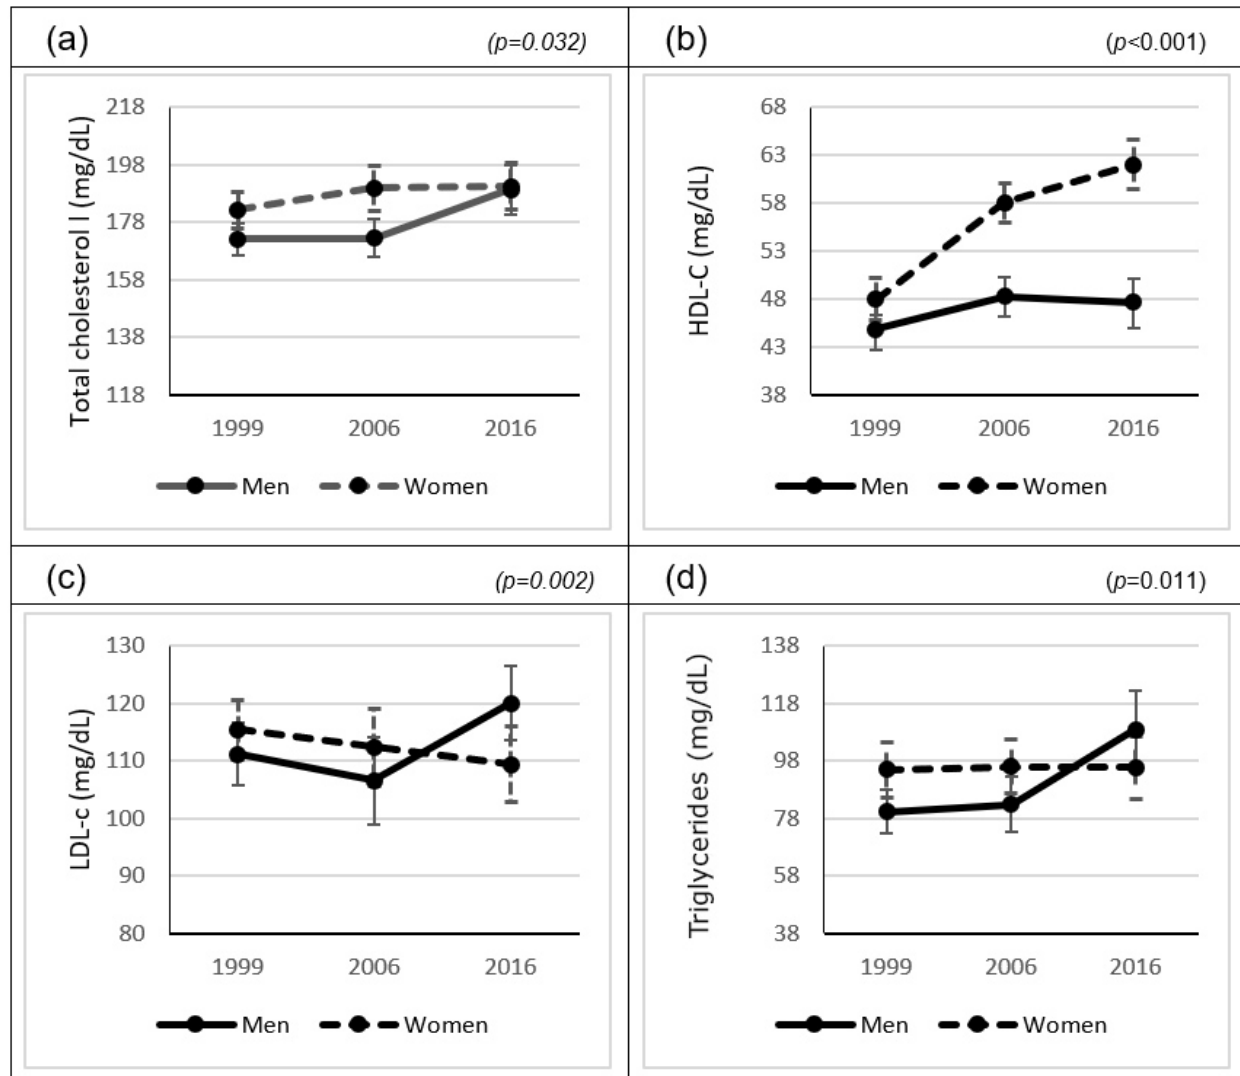 (a) (p=0.032)
Total cholesterol I (mg/dL)
218
198
178
158
138
118
1999 2006 2016
Men Women
(b) (p<0.001)
HDL-C (mg/dL)
68
63
58
53
48
43
38
1999 2006 2016
Men Women
(c) (p=0.002)
LDL-c (mg/dL)
130
120
110
100
90
80
1999 2006 2016
Men Women
(d) (p=0.011)
Triglycerides (mg/dL)
138
118
98
78
58
38
1999 2006 2016
Men Women